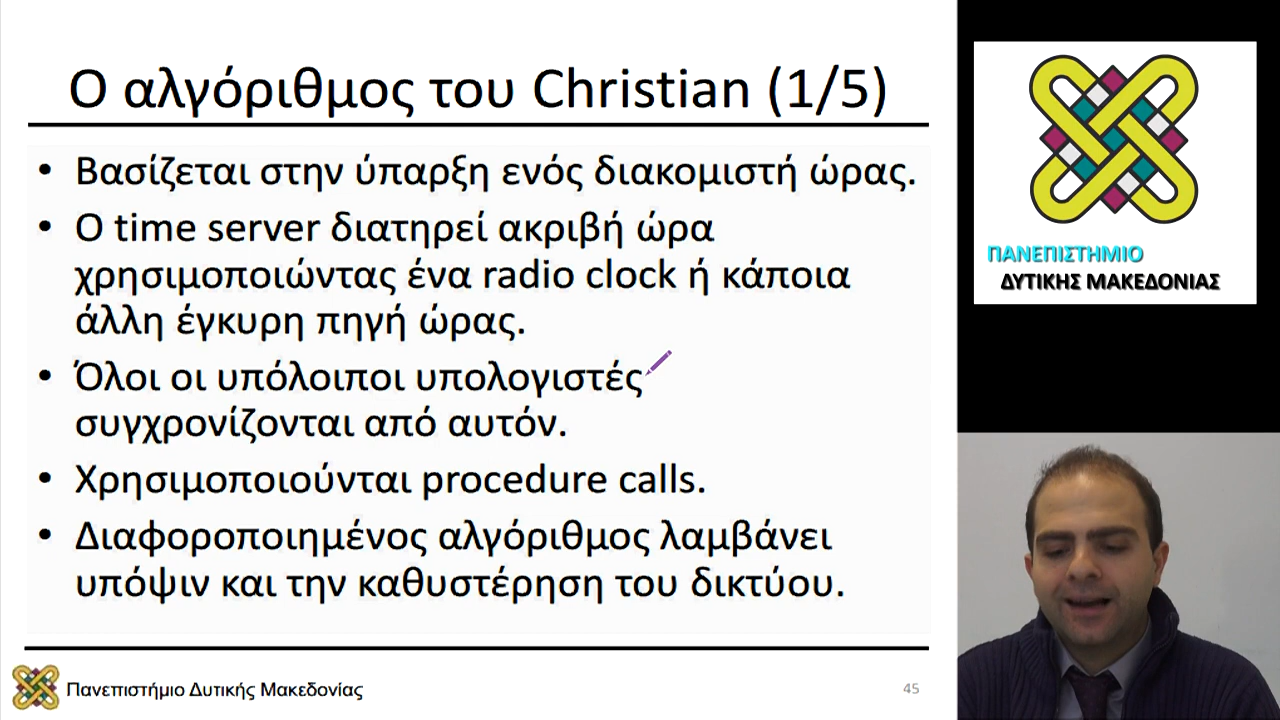 Ο αλγόριθμος του Christian (1/5)
• Βασίζεται στην ύπαρξη ενός διακομιστή ώρας.
• Ο time server διατηρεί ακριβή ώρα
χρησιμοποιώντας ένα radio clock ή κάποια
άλλη έγκυρη πηγή ώρας.
• Όλοι οι υπόλοιποι υπολογιστές
συγχρονίζονται από αυτόν.
• Χρησιμοποιούνται procedure calls.
• Διαφοροποιημένος αλγόριθμος λαμβάνει
υπόψιν και την καθυστέρηση του δικτύου.
Πανεπιστήμιο Δυτικής Μακεδονίας
45
ΠΑΝΕΠΙΣΤΗΜΙΟ
ΔΥΤΙΚΗΣ ΜΑΚΕΔΟΝΙΑΣ